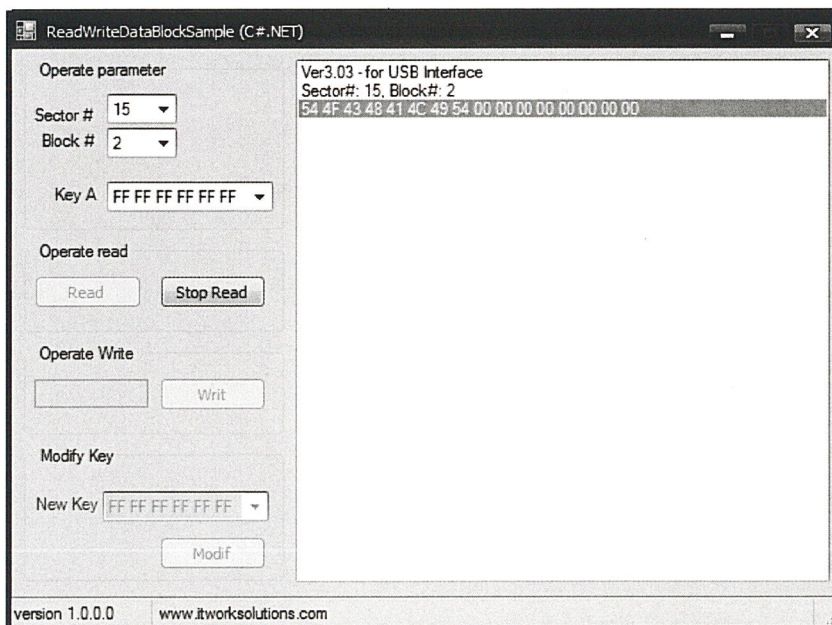 ReadWriteDataBlockSample (C#.NET)
Operate parameter
Sector # 15
Block # 2
Key A FF FF FF FF FF FF
Operate read
Read Stop Read
Operate Write
Writ
Modify Key
New Key FF FF FF FF FF FF
Modif
Ver3.03 - for USB Interface
Sector#: 15, Block#: 2
54 4F 43 48 41 4C 49 54 00 00 00 00 00 00 00 00
version 1.0.0.0 www.itworksolutions.com